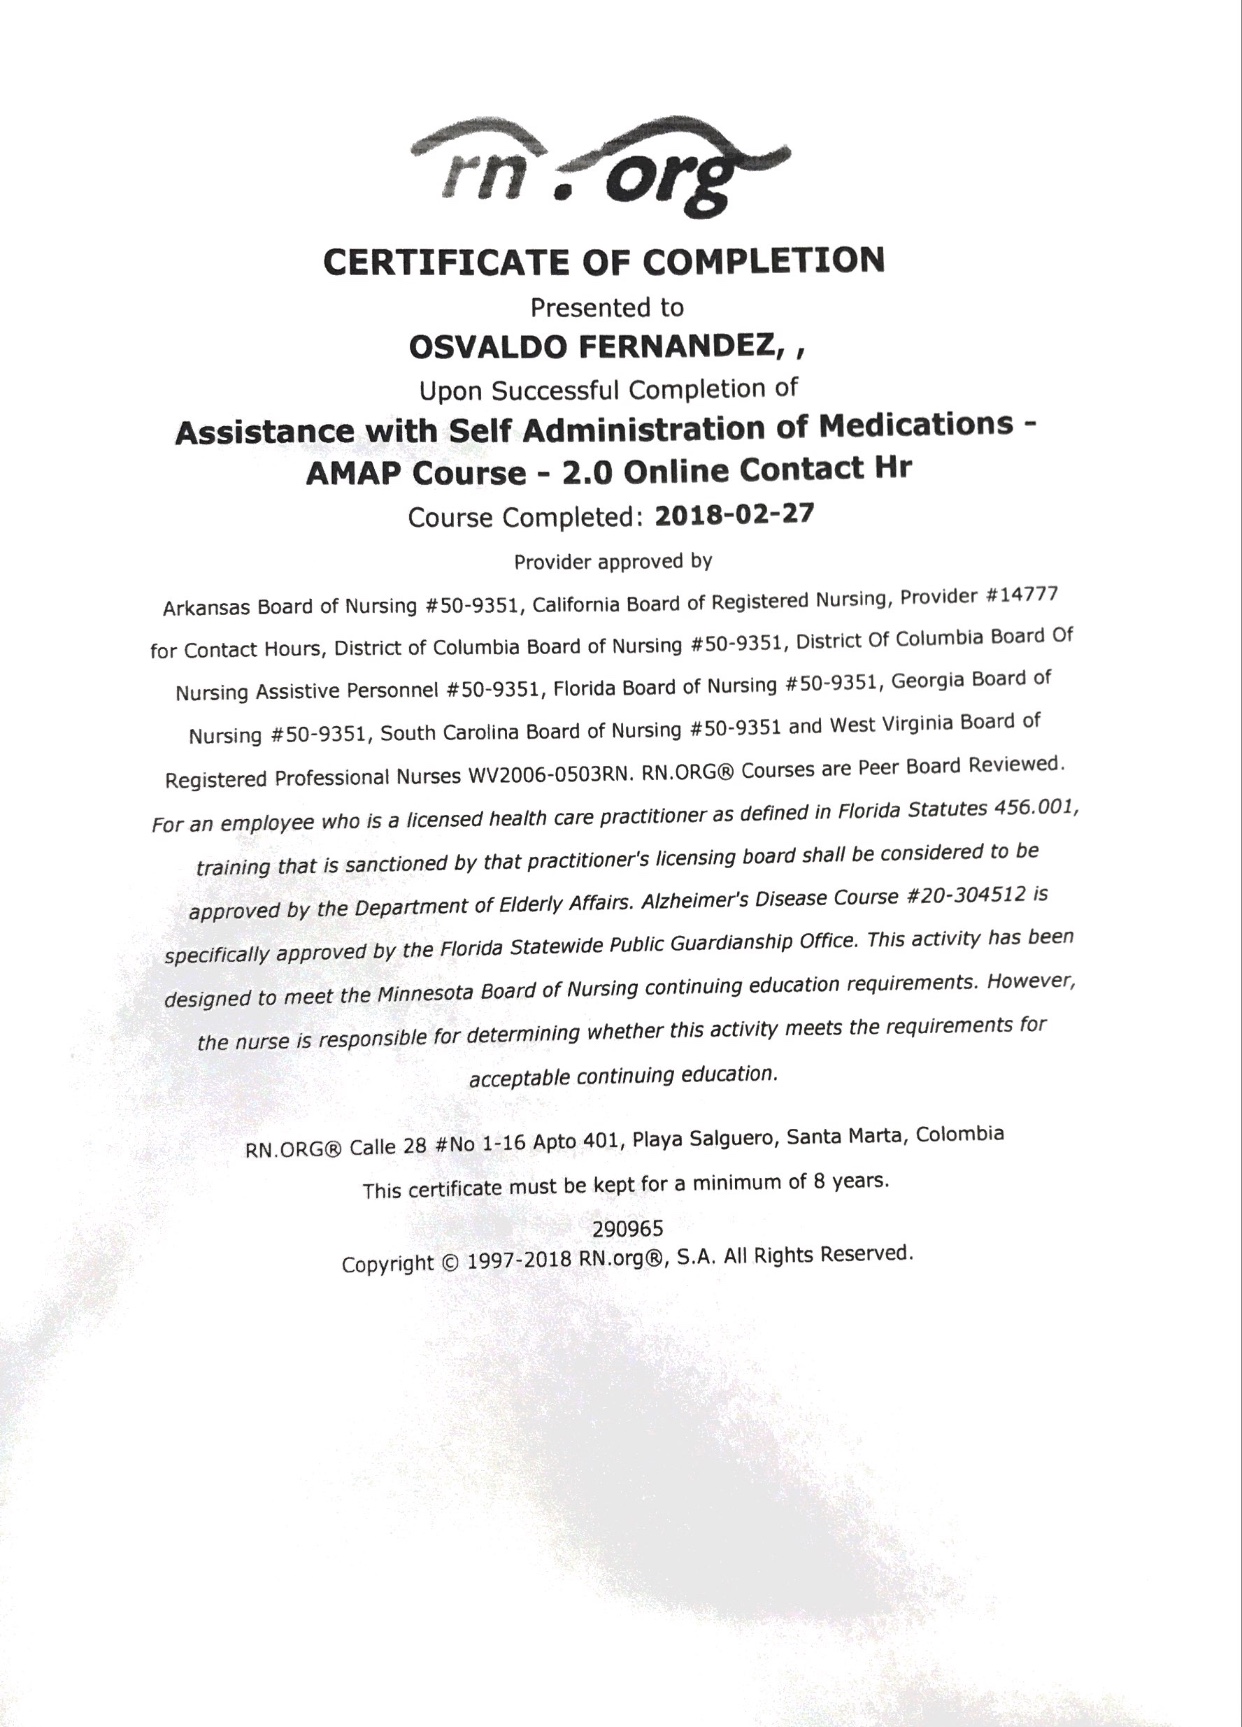 rn.org
CERTIFICATE OF COMPLETION
Presented to
OSVALDO FERNANDEZ, ,
Upon Successful Completion of
Assistance with Self Administration of Medications -
AMAP Course - 2.0 Online Contact Hr
Course Completed: 2018-02-27
Provider approved by
Arkansas Board of Nursing #50-9351, California Board of Registered Nursing, Provider #14777
for Contact Hours, District of Columbia Board of Nursing #50-9351, District Of Columbia Board Of
Nursing Assistive Personnel #50-9351, Florida Board of Nursing #50-9351, Georgia Board of
Nursing #50-9351, South Carolina Board of Nursing #50-9351 and West Virginia Board of
Registered Professional Nurses WV2006-0503RN. RN.ORG® Courses are Peer Board Reviewed.
For an employee who is a licensed health care practitioner as defined in Florida Statutes 456.001,
training that is sanctioned by that practitioner's licensing board shall be considered to be
approved by the Department of Elderly Affairs. Alzheimer's Disease Course #20-304512 is
specifically approved by the Florida Statewide Public Guardianship Office. This activity has been
designed to meet the Minnesota Board of Nursing continuing education requirements. However,
the nurse is responsible for determining whether this activity meets the requirements for
acceptable continuing education.
RN.ORG® Calle 28 #No 1-16 Apto 401, Playa Salguero, Santa Marta, Colombia
This certificate must be kept for a minimum of 8 years.
290965
Copyright © 1997-2018 RN.org®, S.A. All Rights Reserved.